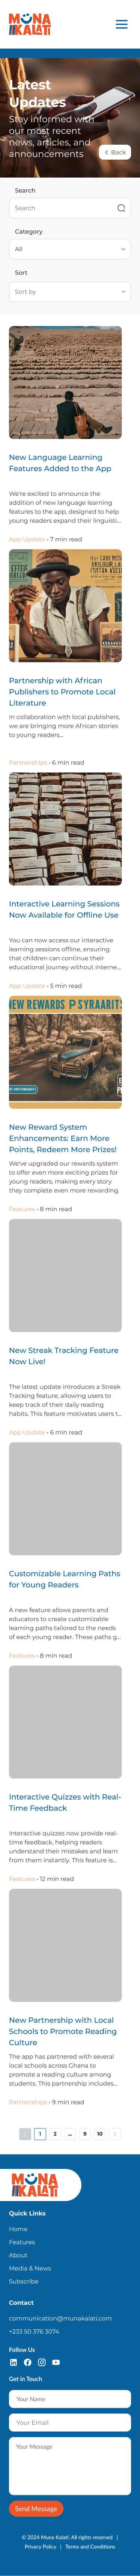 MUNA
KALATI
Latest
Updates
Stay informed with
our most recent
news, articles, and
announcements
Back
Search
Search
Category
All
Sort
Sort by
New Language Learning
Features Added to the App
We're excited to announce the
addition of new language learning
features to the app, designed to help
young readers expand their linguisti...
App Update • 7 min read
Partnership with African
Publishers to Promote Local
Literature
In collaboration with local publishers,
we are bringing more African stories
to young readers...
Partnerships • 6 min read
Interactive Learning Sessions
Now Available for Offline Use
You can now access our interactive
learning sessions offline, ensuring
that children can continue their
educational journey without interne...
App Update • 5 min read
NEW REWARDS
New Reward System
Enhancements: Earn More
Points, Redeem More Prizes!
We've upgraded our rewards system
to offer even more exciting prizes for
young readers, making every story
they complete even more rewarding.
Features • 8 min read
New Streak Tracking Feature
Now Live!
The latest update introduces a Streak
Tracking feature, allowing users to
keep track of their daily reading
habits. This feature motivates users t...
App Update • 6 min read
Customizable Learning Paths
for Young Readers
A new feature allows parents and
educators to create customizable
learning paths tailored to the needs
of each young reader. These paths g...
Features • 8 min read
Interactive Quizzes with Real-
Time Feedback
Interactive quizzes now provide real-
time feedback, helping readers
understand their mistakes and learn
from them instantly. This feature is...
Features • 12 min read
New Partnership with Local
Schools to Promote Reading
Culture
The app has partnered with several
local schools across Ghana to
promote a reading culture among
students. This partnership includes...
Partnerships • 9 min read
1 2 ... 9 10
MUNA
KALATI
Quick Links
Home
Features
About
Media & News
Subscribe
Contact
communication@munakalati.com
+233 50 376 3074
Follow Us
Get in Touch
Your Name
Your Email
Your Message
Send Message
© 2024 Muna Kalati. All rights reserved |
Privacy Policy | Terms and Conditions